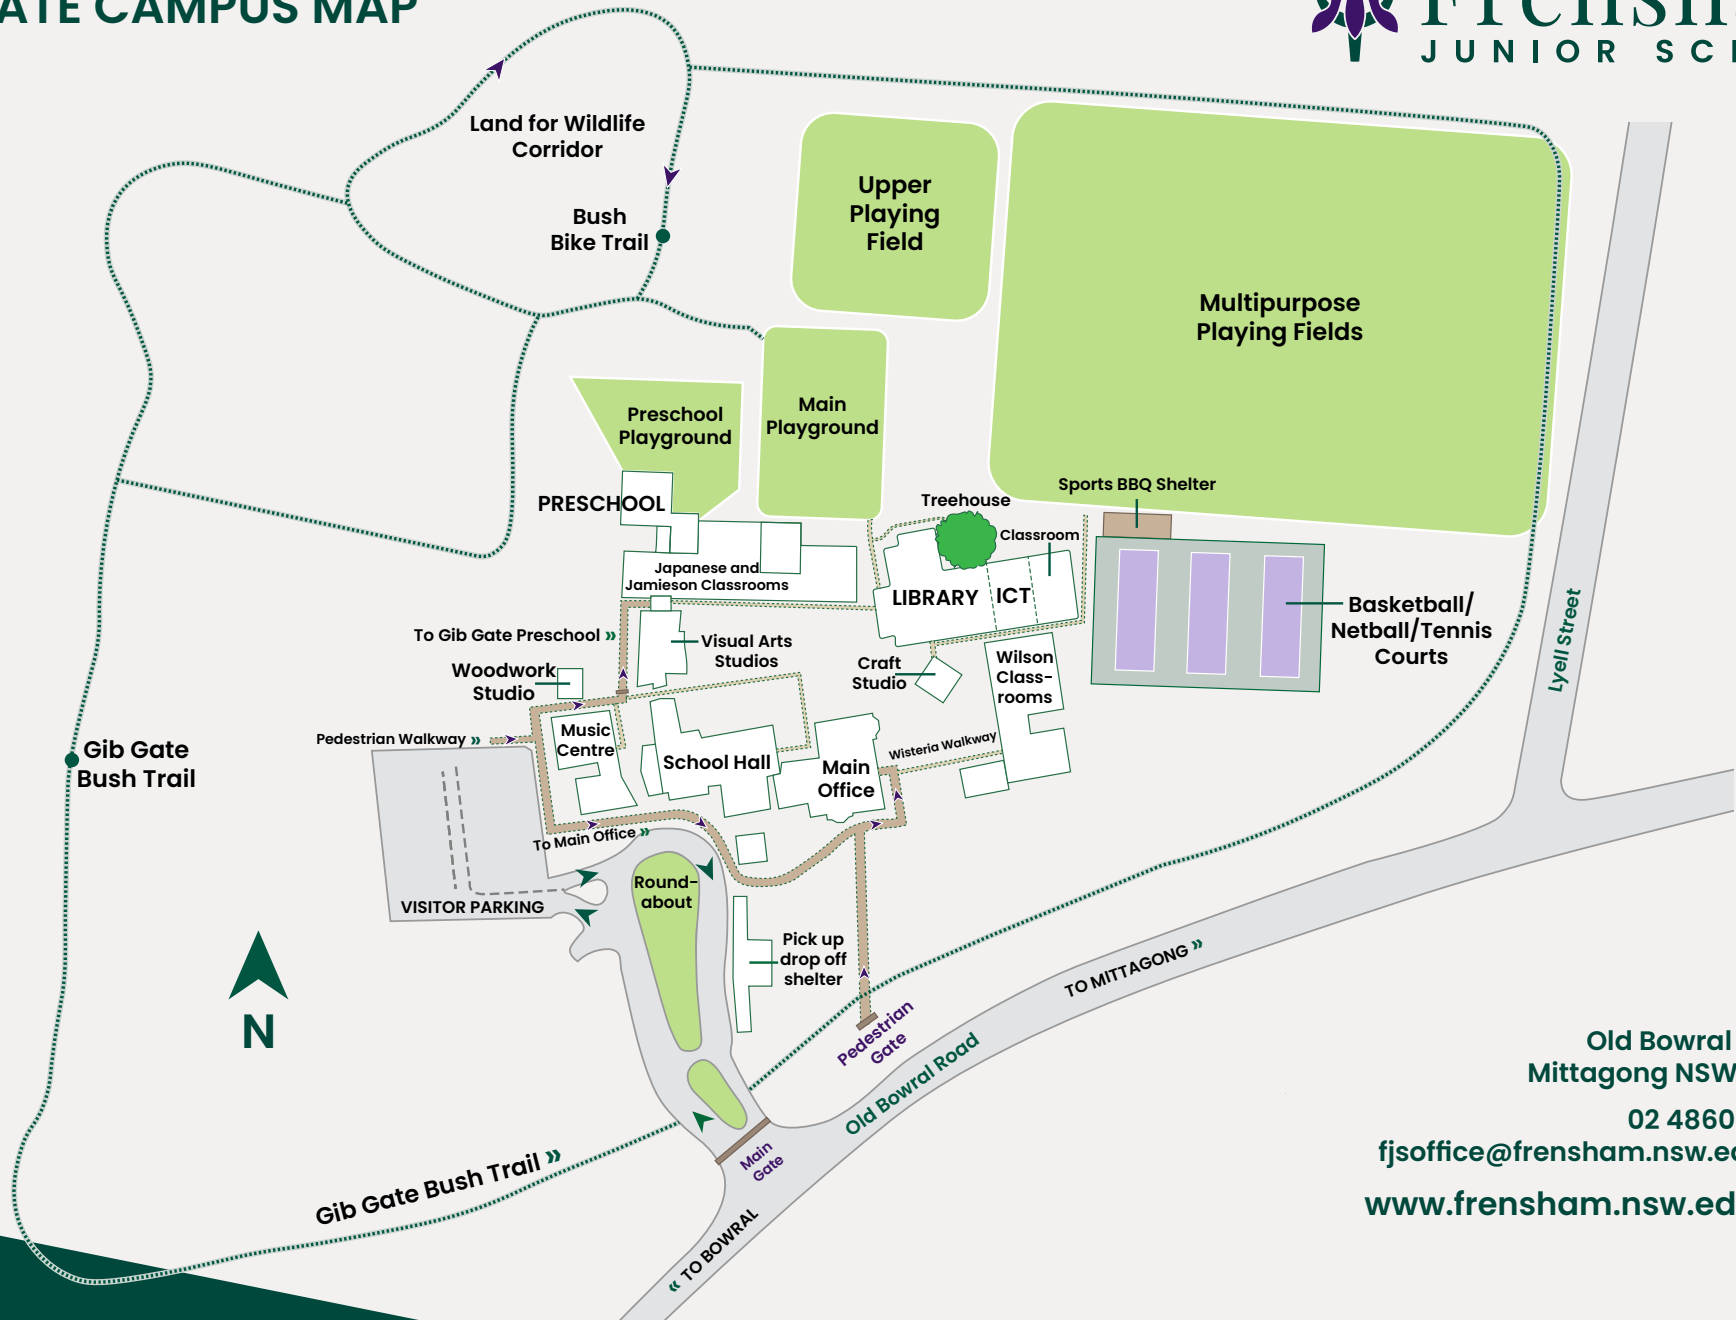 ATE CAMPUS MAP
JUNIOR
Land for Wildlife
Corridor
Bush
Bike Trail
Upper
Playing
Field
Multipurpose
Playing Fields
Preschool
Playground
Main
Playground
PRESCHOOL
Treehouse
Sports BBQ Shelter
Classroom
Japanese and
Jamieson Classrooms
LIBRARY
ICT
Basketball/
Netball/Tennis
Courts
Lyell Street
To Gib Gate Preschool »
Visual Arts
Studios
Woodwork
Studio
Craft
Studio
Wilson
Class-
rooms
Pedestrian Walkway »
Music
Centre
School Hall
Main
Office
Wisteria Walkway
Gib Gate
Bush Trail
To Main Office »
Round-
about
VISITOR PARKING
Pick up
drop off
shelter
N
TO MITTAGONG »
Pedestrian
Gate
Old Bowral Road
Main
Gate
Gib Gate Bush Trail »
« TO BOWRAL
Old Bowral
Mittagong NSW
02 4860
fjsoffice@frensham.nsw.e
www.frensham.nsw.ed